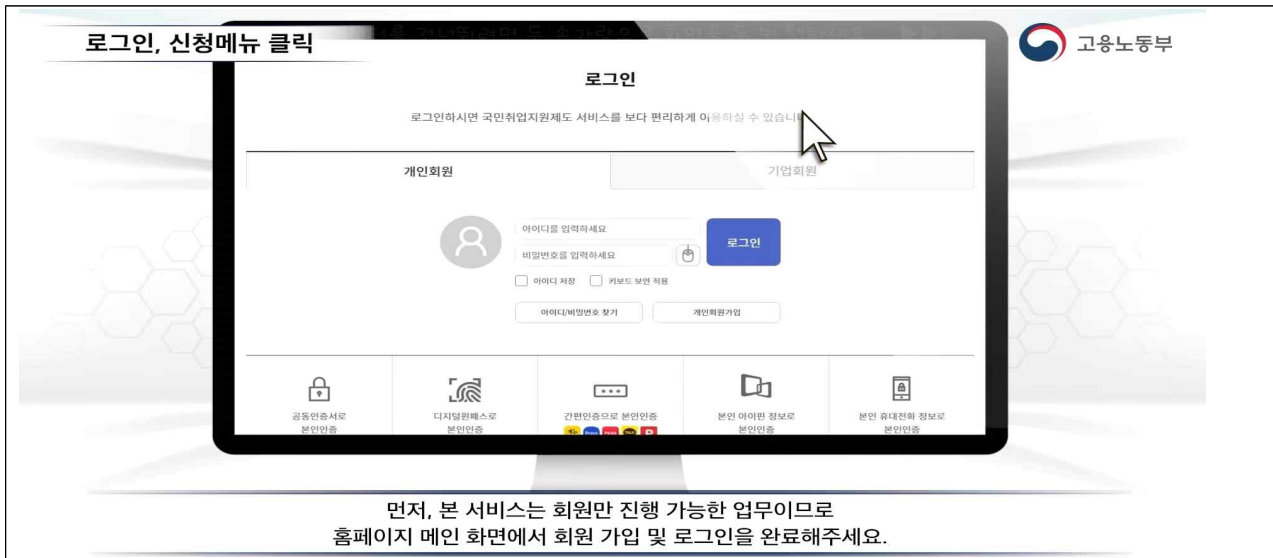 로그인, 신청메뉴 클릭
고용노동부
로그인
로그인하시면 국민취업지원제도 서비스를 보다 편리하게 이용하실 수 있습니다
개인회원
기업회원
아이디를 입력하세요
로그인
비밀번호를 입력하세요
아이디 저장 키보드 보안 적용
아이디/비밀번호 찾기 개인회원가입
공동인증서로 본인인증
디지털원패스로 본인인증
간편인증으로 본인인증
본인 아이핀 정보로 본인인증
본인 휴대전화 정보로 본인인증
먼저, 본 서비스는 회원만 진행 가능한 업무이므로
홈페이지 메인 화면에서 회원 가입 및 로그인을 완료해주세요.